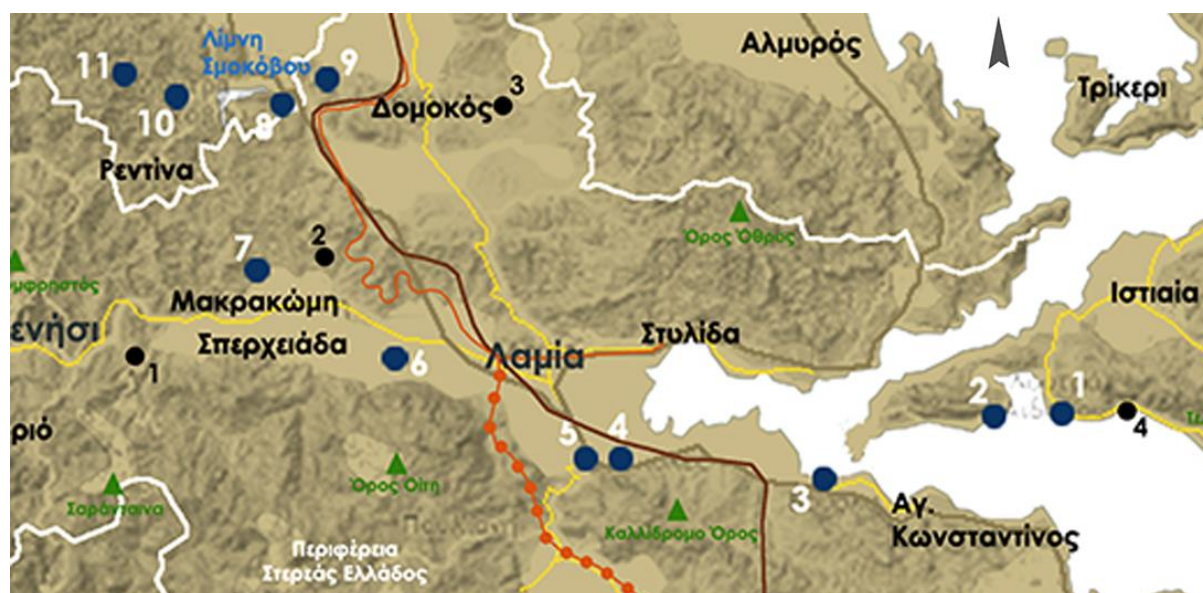 Λίμνη
Σμοκόβου
Αλμυρός
11
9
3
Τρίκερι
Δομοκός
10
8
Ρεντίνα
Όρος Όθρυς
7
2
Μακρακώμη
Ιστιαία
ενήσι
Σπερχειάδα
Στυλίδα
Λαμία
1
6
2
1
4
ριό
5
4
Όρος Οίτη
3
Σαράνταινα
Αγ.
Κωνσταντίνος
Καλλίδρομο Όρος
Περιφέρεια
Στερεάς Ελλάδος